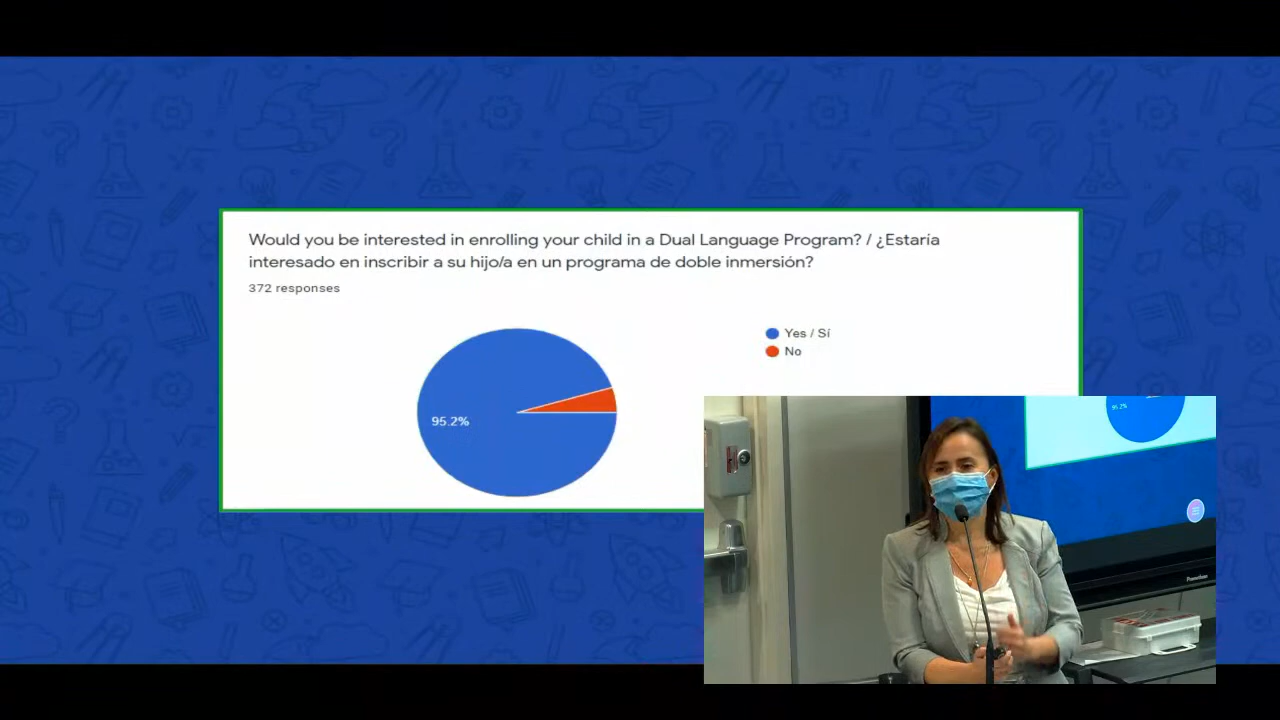 Would you be interested in enrolling your child in a Dual Language Program? / ¿Estaría
interesado en inscribir a su hijo/a en un programa de doble inmersión?
372 responses
Yes / Sí
No
95.2%
95.2%
Promethean